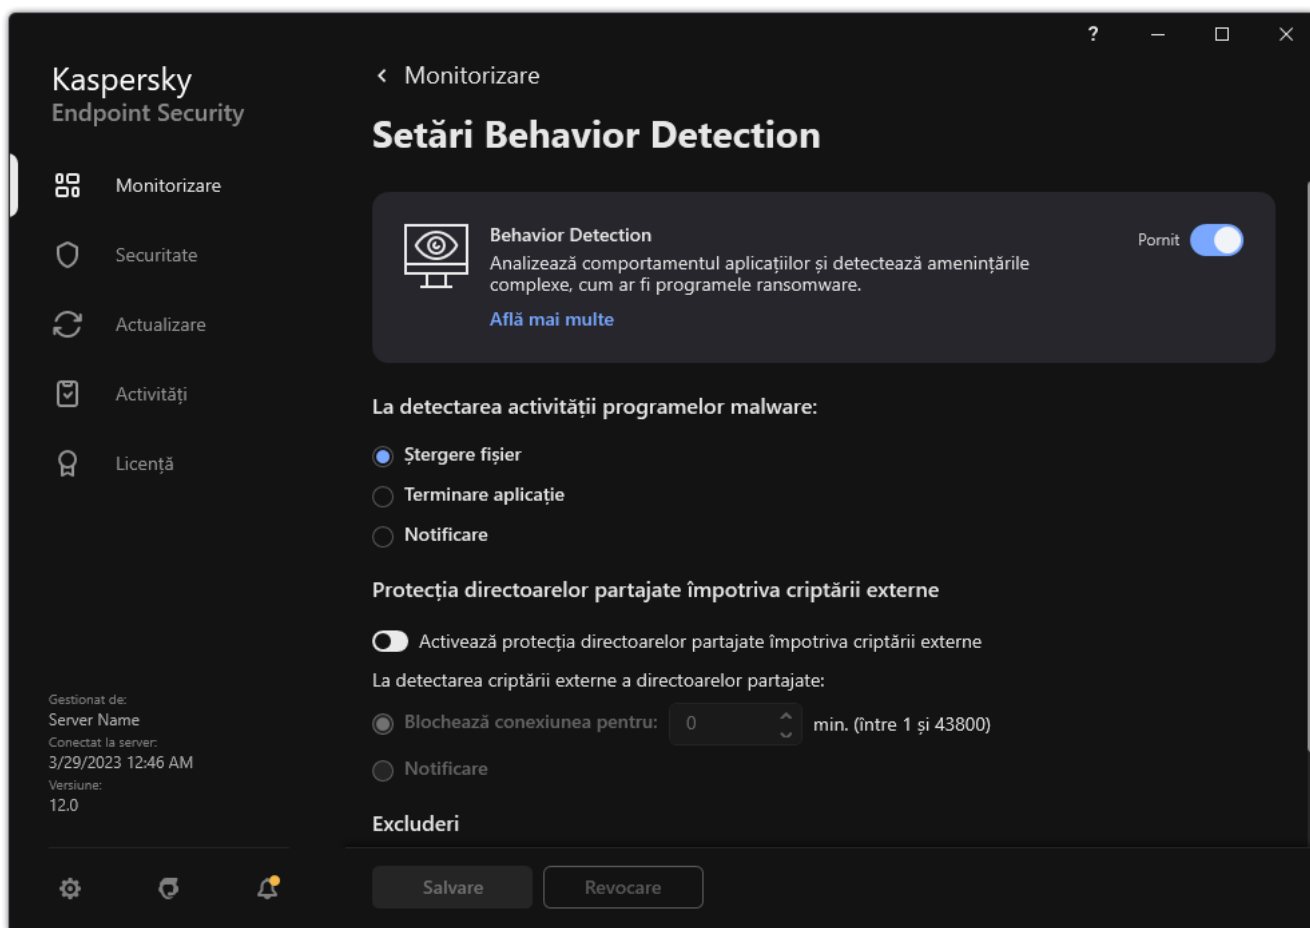 ?
Kaspersky
Endpoint Security
Monitorizare
Securitate
Actualizare
Activități
Licență
Gestionat de:
Server Name
Conectat la server:
3/29/2023 12:46 AM
Versiune:
12.0
Monitorizare
Setări Behavior Detection
Behavior Detection
Analizează comportamentul aplicațiilor și detectează amenințările
complexe, cum ar fi programele ransomware.
Află mai multe
Pornit
La detectarea activității programelor malware:
Ștergere fișier
Terminare aplicație
Notificare
Protecția directoarelor partajate împotriva criptării externe
Activează protecția directoarelor partajate împotriva criptării externe
La detectarea criptării externe a directoarelor partajate:
Blochează conexiunea pentru: 0 min. (între 1 și 43800)
Notificare
Excluderi
Salvare Revocare